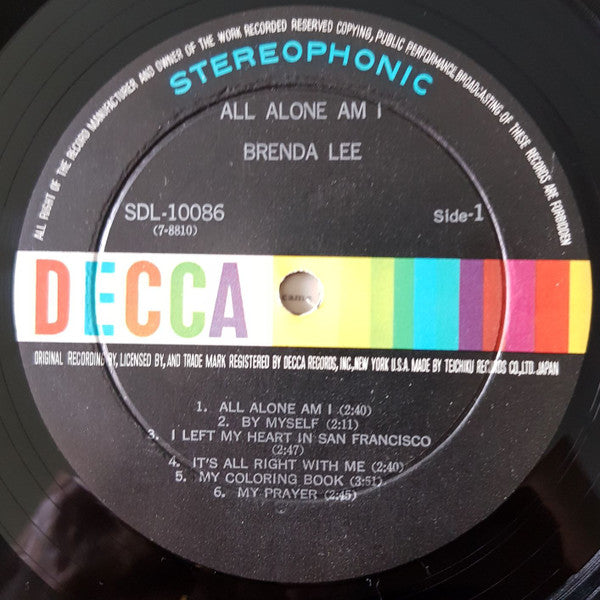 ALL RIGHT OF THE RECORD MANUFACTURER AND OWNER OF THE WORK RECORDED RESERVED COPYING, PUBLIC PERFORMANCE, BROADCASTING OF THESE RECORDS ARE FORBIDDEN
STEREOPHONIC
ALL ALONE AM I
BRENDA LEE
SDL-10086
(7-8810)
Side-1
DECCA
ORIGINAL RECORDING BY, LICENSED BY, AND TRADE MARK REGISTERED BY DECCA RECORDS, INC., NEW YORK U.S.A. MADE BY TEICHIKU RECORDS CO., LTD. JAPAN
1. ALL ALONE AM I (2:40)
2. BY MYSELF (2:11)
3. I LEFT MY HEART IN SAN FRANCISCO
(2:47)
4. IT'S ALL RIGHT WITH ME (2:40)
5. MY COLORING BOOK (3:51)
6. MY PRAYER (2:45)